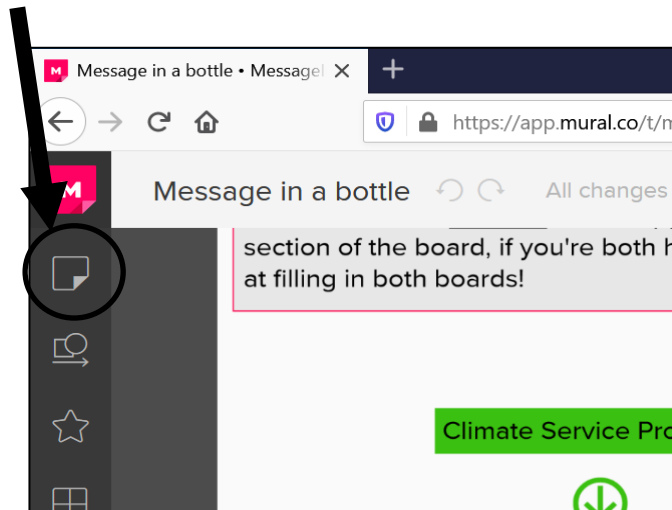 Message in a bottle • Message
https://app.mural.co/t/
M
Message in a bottle
All changes
section of the board, if you're both
at filling in both boards!
Climate Service